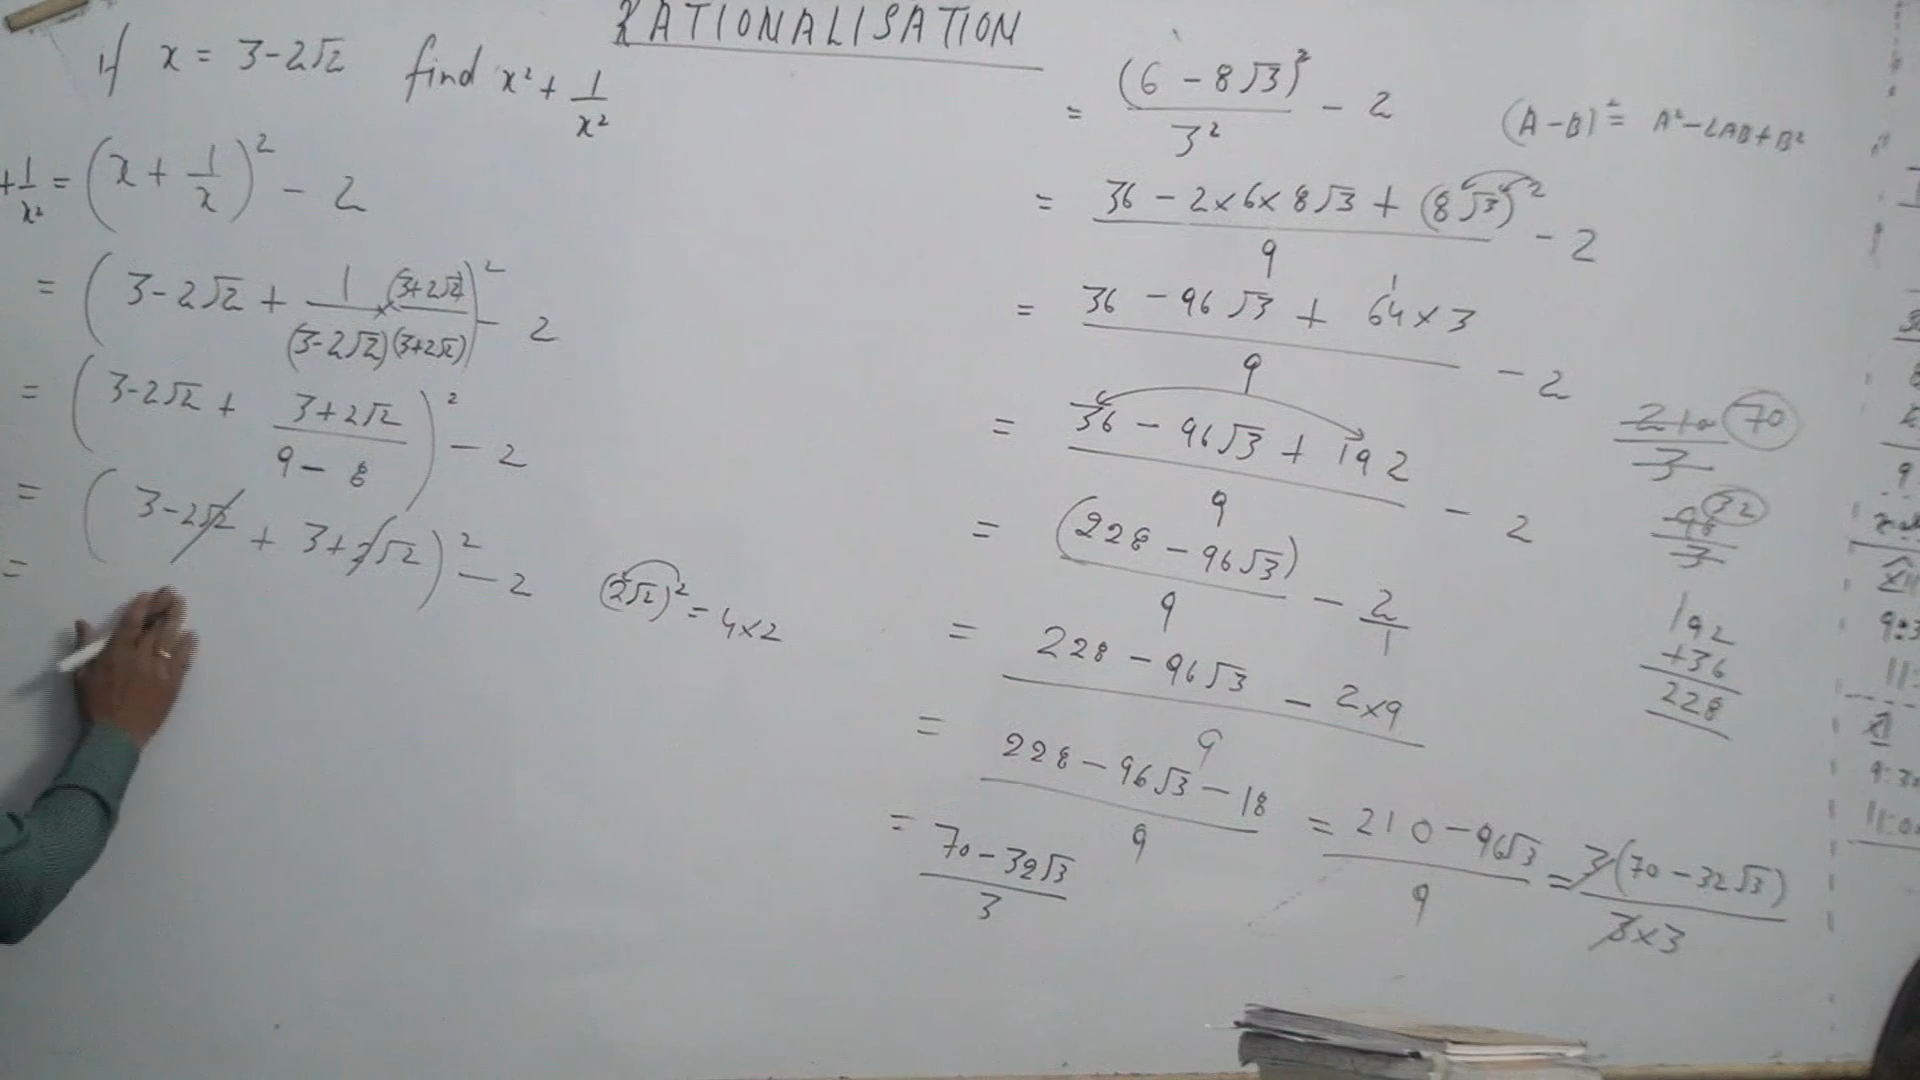 RATIONALISATION
if x = 3-2√2 find x² + 1/x²
+ 1/x² = (x + 1/x)² - 2
= (3-2√2 + 1/(3-2√2) × (3+2√2)/(3+2√2))² - 2
= (3-2√2 + (3+2√2)/(9-8))² - 2
= (3-2√2 + 3+2√2)² - 2
=
(2√2)² = 4×2
= (6 - 8√3)²/3² - 2
(A-B)² = A²-2AB+B²
= (36 - 2×6×8√3 + (8√3)²)/9 - 2
= (36 - 96√3 + 64×3)/9 - 2
= (36 - 96√3 + 192)/9 - 2
= (228 - 96√3)/9 - 2/1
= (228 - 96√3 - 2×9)/9
= (228 - 96√3 - 18)/9 = (210 - 96√3)/9 = 3(70 - 32√3)/3×3
= (70 - 32√3)/3
210/3 70
96/3 32
192
+36
228